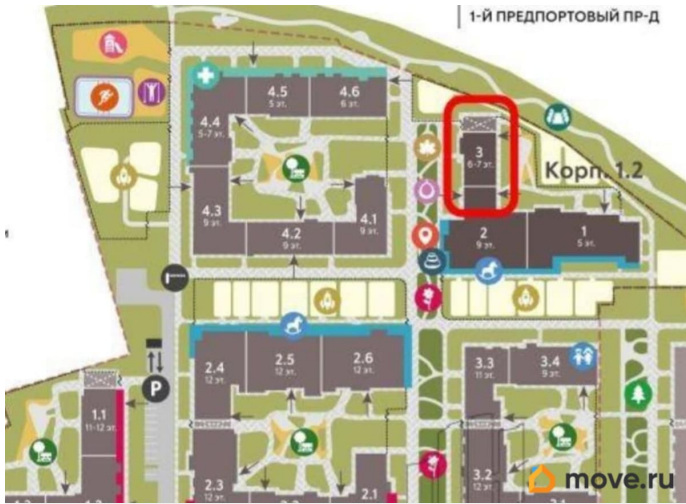 1-Й ПРЕДПОРТОВЫЙ ПР-Д
4.5
5 эт.
4.6
6 эт.
4.4
5-7 эт.
3
6-7 эт.
Корп. 1.2
4.3
9 эт.
4.2
9 эт.
4.1
9 эт.
2
9 эт.
1
5 эт.
2.4
12 эт.
2.5
12 эт.
2.6
12 эт.
3.3
11 эт.
3.4
9 эт.
P
1.1
11-12 эт.
2.3
12 эт.
2.1
3.2
12 эт.
move.ru